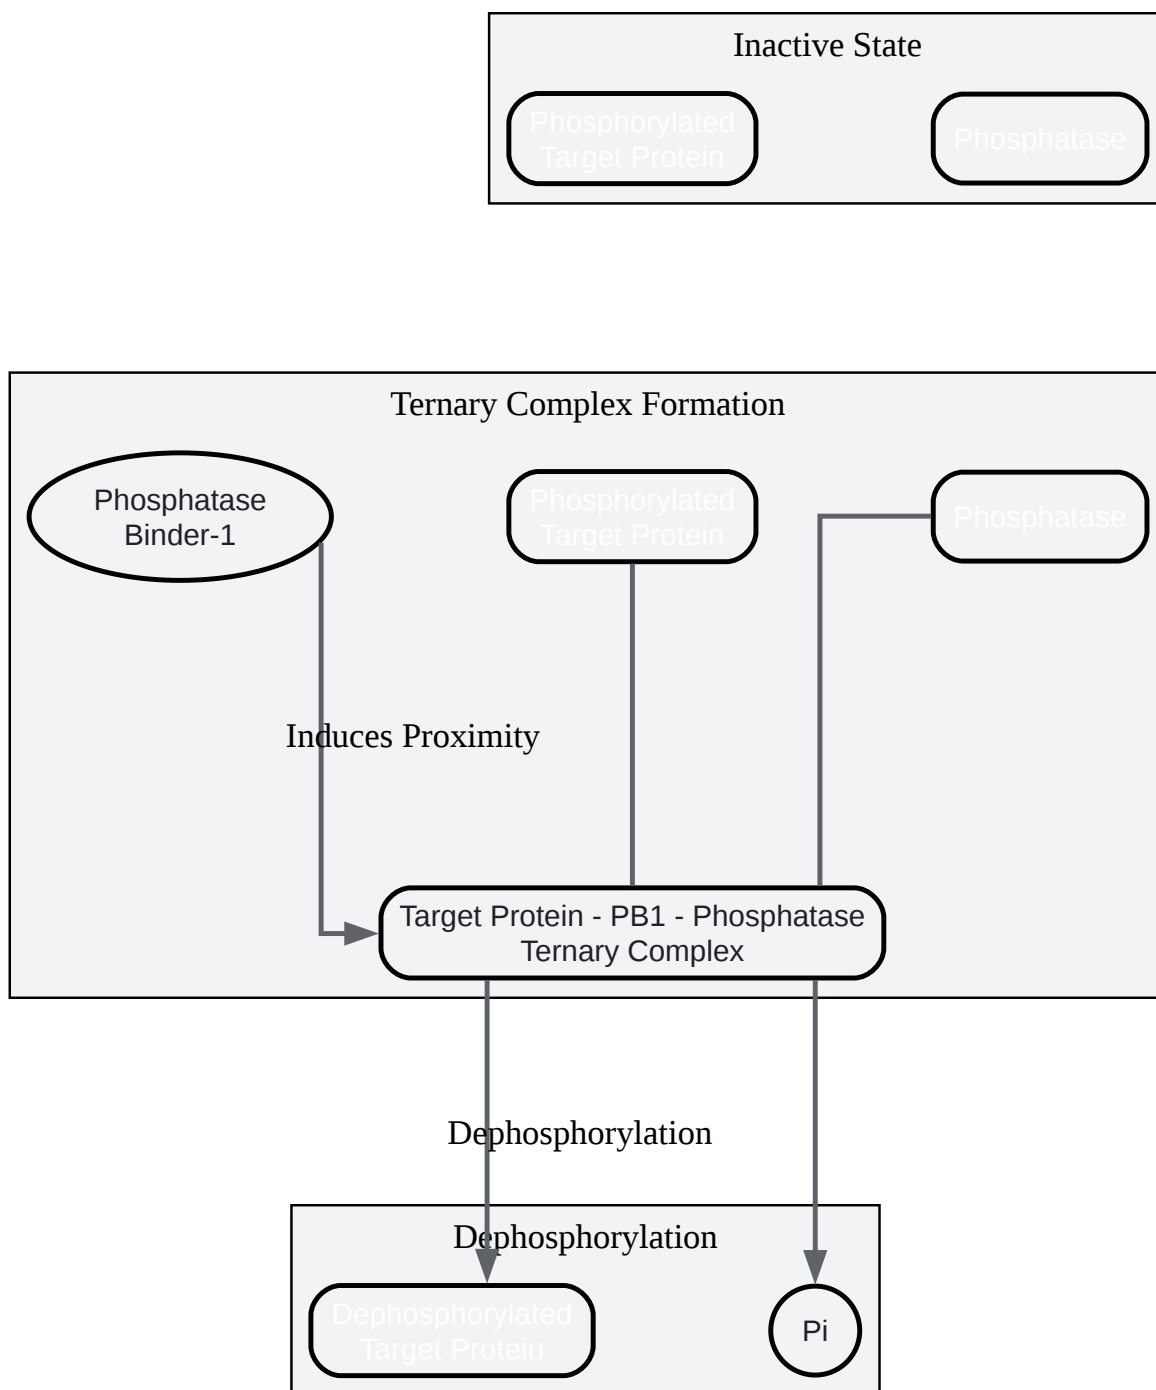 Inactive State
Phosphorylated
Target Protein
Phosphatase
Ternary Complex Formation
Phosphatase
Binder-1
Phosphorylated
Target Protein
Phosphatase
Induces Proximity
Target Protein - PB1 - Phosphatase
Ternary Complex
Dephosphorylation
Dephosphorylation
Dephosphorylated
Target Protein
Pi